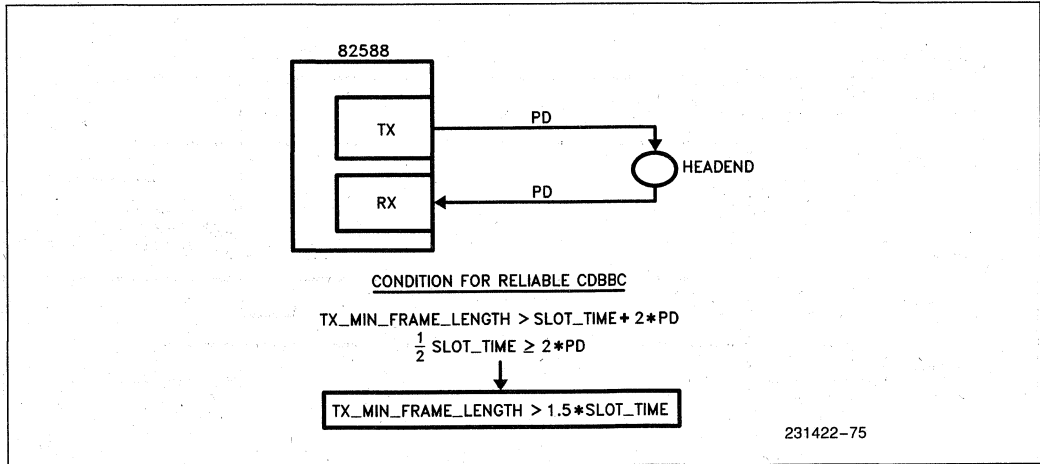 82588
TX
PD
HEADEND
RX
PD
CONDITION FOR RELIABLE CDBBC
TX_MIN_FRAME_LENGTH > SLOT_TIME + 2*PD
1/2 SLOT_TIME ≥ 2*PD
TX_MIN_FRAME_LENGTH > 1.5*SLOT_TIME
231422-75